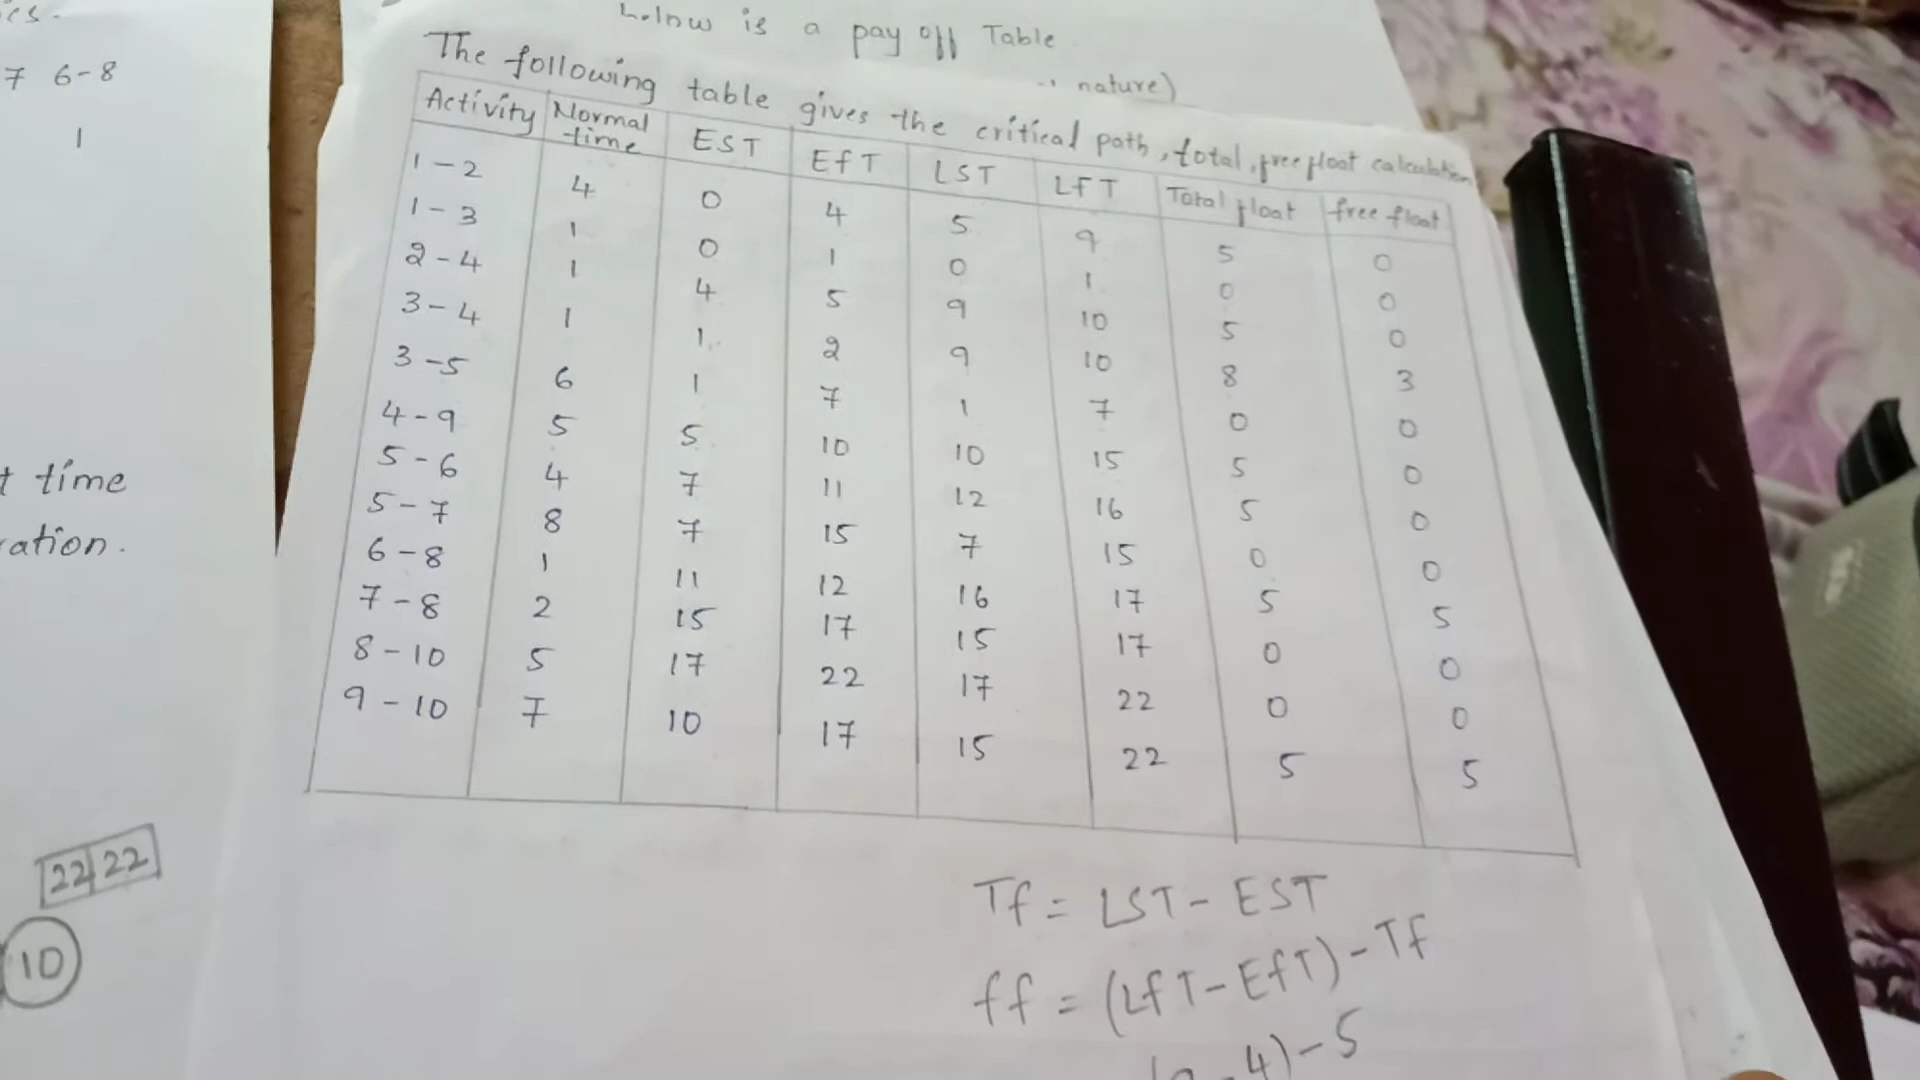 below is a pay off Table
nature)
7 6-8
1
t time
ration.
22 22
10
The following table gives the critical path, total, free float calculation
Activity Normal time EST EfT LST LfT Total float free float
1-2 4 0 4 5 9 5 0
1-3 1 0 1 0 1 0 0
2-4 1 4 5 9 10 5 0
3-4 1 1 2 9 10 8 3
3-5 6 1 7 1 7 0 0
4-9 5 5 10 10 15 5 0
5-6 4 7 11 12 16 5 0
5-7 8 7 15 7 15 0 0
6-8 1 11 12 16 17 5 5
7-8 2 15 17 15 17 0 0
8-10 5 17 22 17 22 0 0
9-10 7 10 17 15 22 5 5
Tf = LST - EST
ff = (LfT - EfT) - Tf
4) - 5